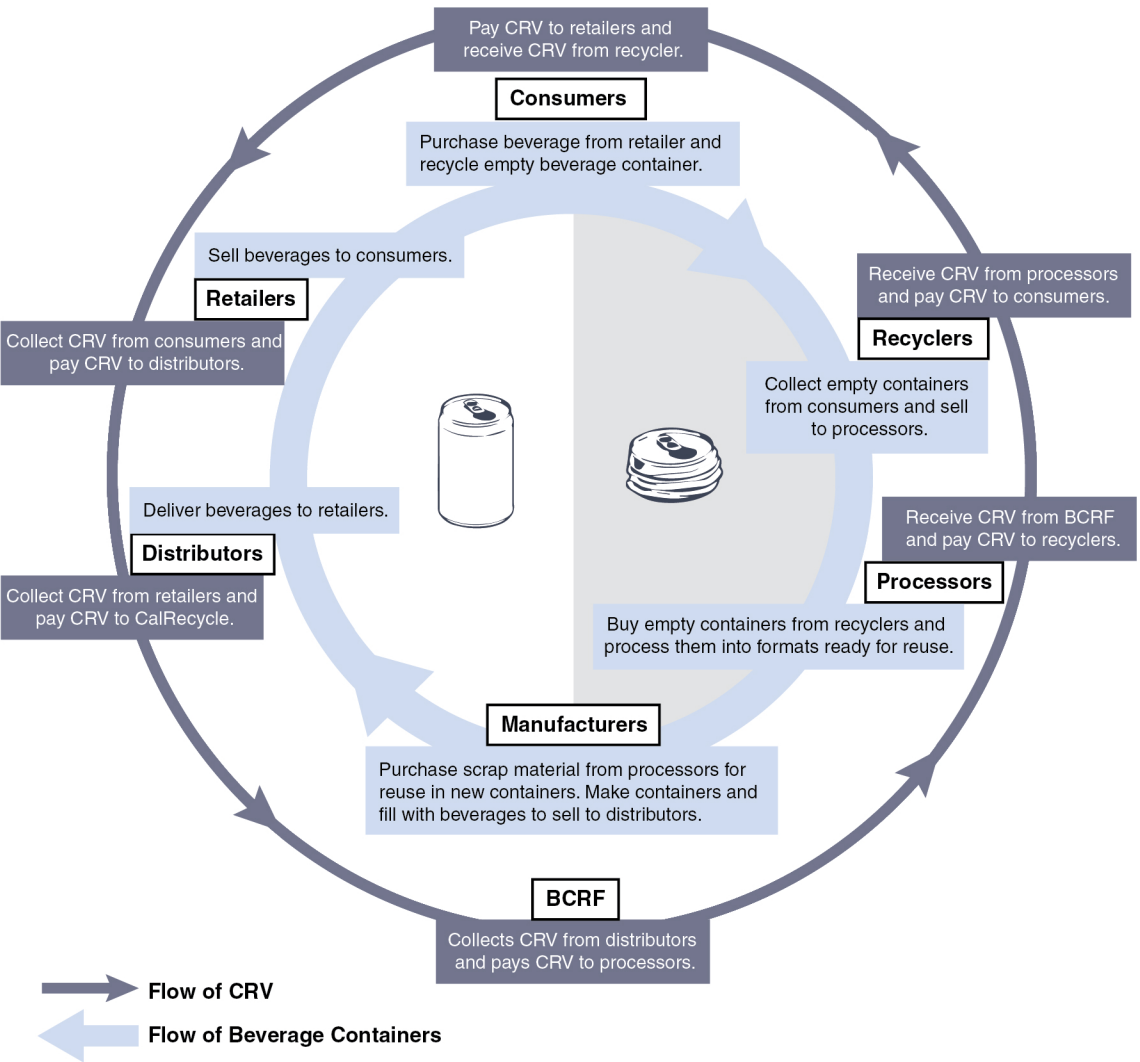 Pay CRV to retailers and
receive CRV from recycler.
Consumers
Purchase beverage from retailer and
recycle empty beverage container.
Sell beverages to consumers.
Retailers
Collect CRV from consumers and
pay CRV to distributors.
Receive CRV from processors
and pay CRV to consumers.
Recyclers
Collect empty containers
from consumers and sell
to processors.
Deliver beverages to retailers.
Distributors
Collect CRV from retailers and
pay CRV to CalRecycle.
Receive CRV from BCRF
and pay CRV to recyclers.
Processors
Buy empty containers from recyclers and
process them into formats ready for reuse.
Manufacturers
Purchase scrap material from processors for
reuse in new containers. Make containers and
fill with beverages to sell to distributors.
BCRF
Collects CRV from distributors
and pays CRV to processors.
Flow of CRV
Flow of Beverage Containers